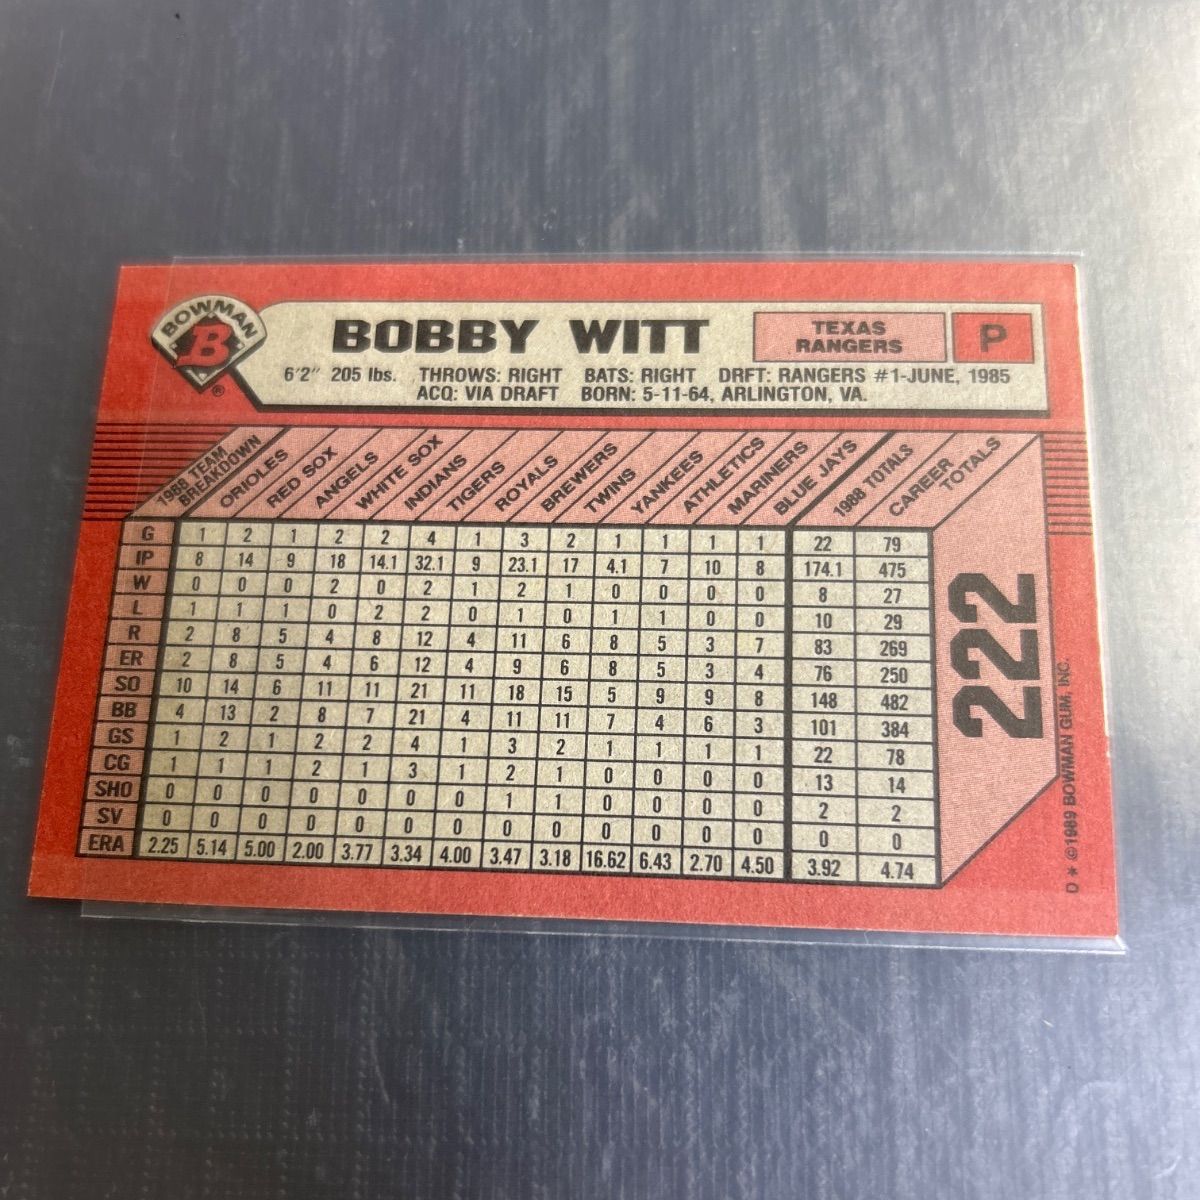 BOWMAN
B
®
BOBBY WITT
TEXAS
RANGERS
P
6'2" 205 lbs. THROWS: RIGHT BATS: RIGHT DRFT: RANGERS #1-JUNE, 1985
ACQ: VIA DRAFT BORN: 5-11-64, ARLINGTON, VA.
1988 TEAM BREAKDOWN ORIOLES RED SOX ANGELS WHITE SOX INDIANS TIGERS ROYALS BREWERS TWINS YANKEES ATHLETICS MARINERS BLUE JAYS 1988 TOTALS CAREER TOTALS
G 1 2 1 2 2 4 1 3 2 1 1 1 1 22 79
IP 8 14 9 18 14.1 32.1 9 23.1 17 4.1 7 10 8 174.1 475
W 0 0 0 2 0 2 1 2 1 0 0 0 0 8 27
L 1 1 1 0 2 2 0 1 0 1 1 0 0 10 29
R 2 8 5 4 8 12 4 11 6 8 5 3 7 83 269
ER 2 8 5 4 6 12 4 9 6 8 5 3 4 76 250
SO 10 14 6 11 11 21 11 18 15 5 9 9 8 148 482
BB 4 13 2 8 7 21 4 11 11 7 4 6 3 101 384
GS 1 2 1 2 2 4 1 3 2 1 1 1 1 22 78
CG 1 1 1 2 1 3 1 2 1 0 0 0 0 13 14
SHO 0 0 0 0 0 0 0 1 1 0 0 0 0 2 2
SV 0 0 0 0 0 0 0 0 0 0 0 0 0 0 0
ERA 2.25 5.14 5.00 2.00 3.77 3.34 4.00 3.47 3.18 16.62 6.43 2.70 4.50 3.92 4.74
222
D * ©1989 BOWMAN GUM, INC.